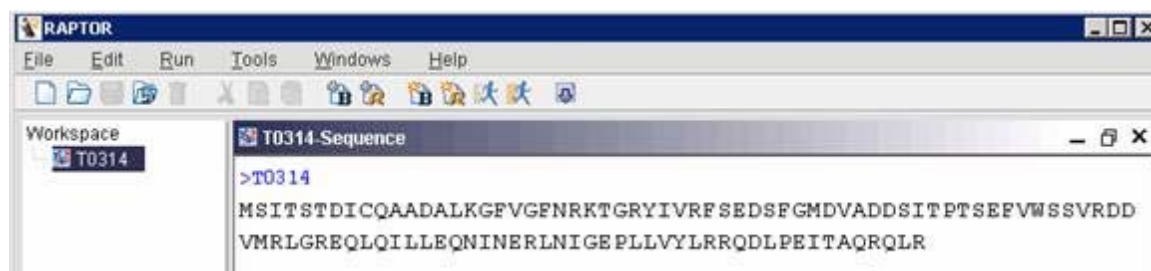 RAPTOR
File Edit Run Tools Windows Help
Workspace
T0314
T0314-Sequence
>T0314
MSITSTDICQAADALKGFVGFNRKTGRYIVRFSEDSFGMDVADDSITPTSEFVWSSVRDD
VMRLGREQLQILLEQNINERLNIGEPLLVYLRRQDLPEITAQRQLR